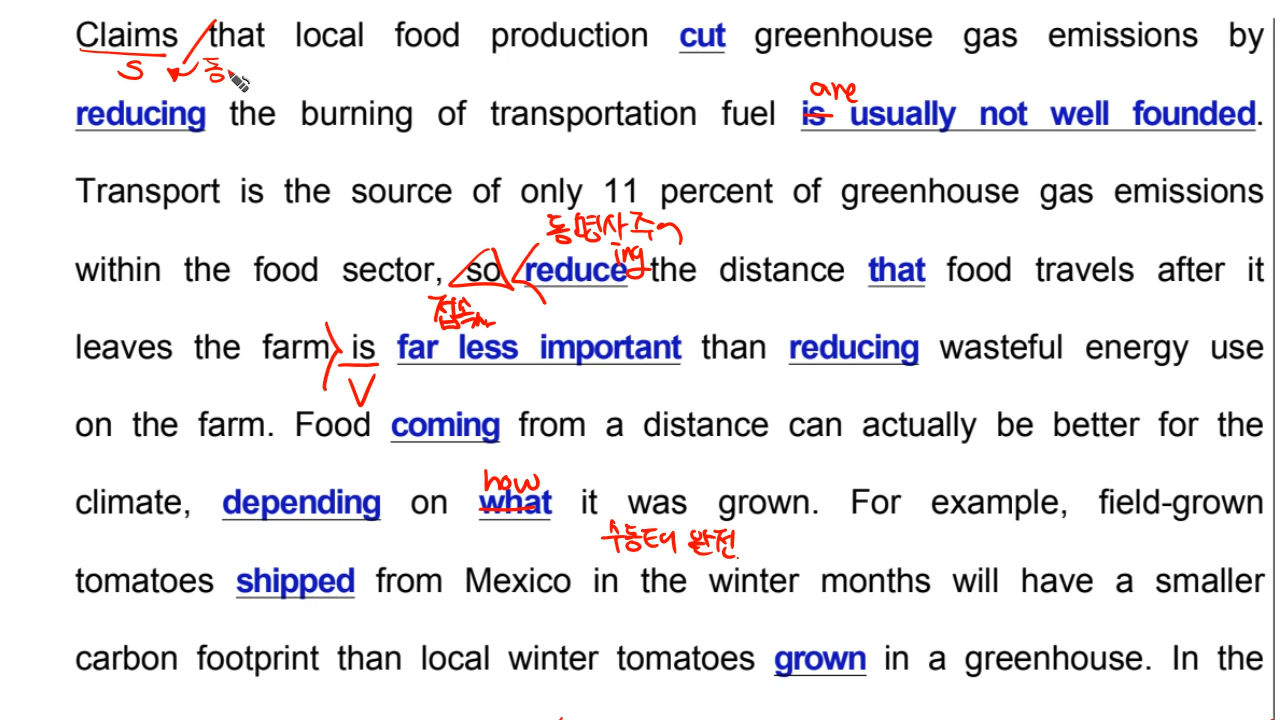 Claims that local food production cut greenhouse gas emissions by
S 동
are
reducing the burning of transportation fuel is usually not well founded.
Transport is the source of only 11 percent of greenhouse gas emissions
동명사주어
ing
within the food sector, so reduce the distance that food travels after it
접속사
leaves the farm is far less important than reducing wasteful energy use
V
on the farm. Food coming from a distance can actually be better for the
how
climate, depending on what it was grown. For example, field-grown
수동태 완전.
tomatoes shipped from Mexico in the winter months will have a smaller
carbon footprint than local winter tomatoes grown in a greenhouse. In the